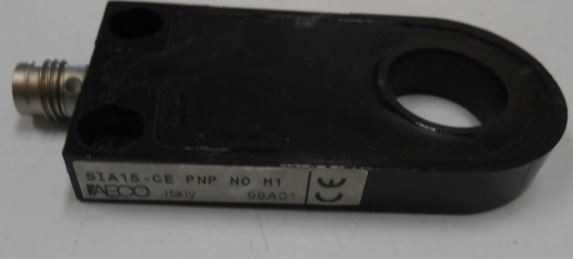 SIA15-CE PNP NO H1
AECO Italy 99A01
CE